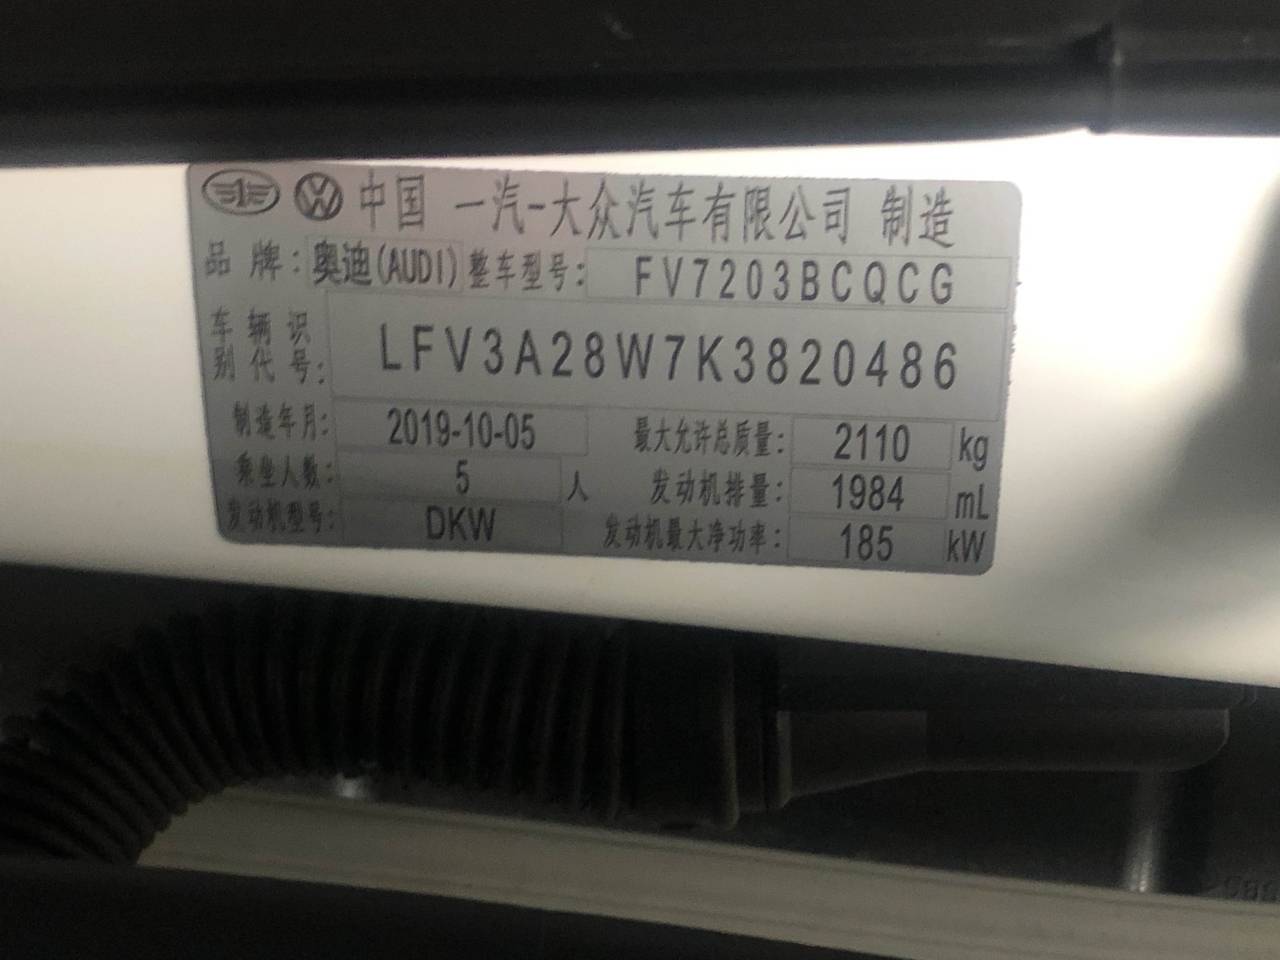 中国 一汽-大众汽车有限公司 制造
品 牌: 奥迪(AUDI) 整车型号: FV7203BCQCG
车辆识别代号: LFV3A28W7K3820486
制造年月: 2019-10-05 最大允许总质量: 2110 kg
乘坐人数: 5 人 发动机排量: 1984 mL
发动机型号: DKW 发动机最大净功率: 185 kW